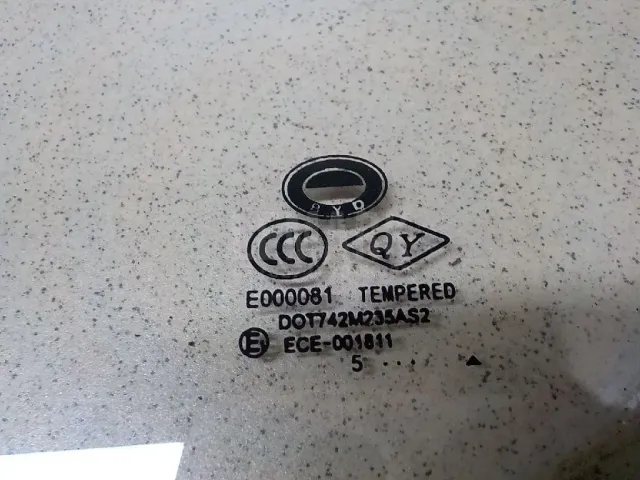 BYD
CCC QY
E000081 TEMPERED
DOT742M235AS2
E ECE-001811
5 ...